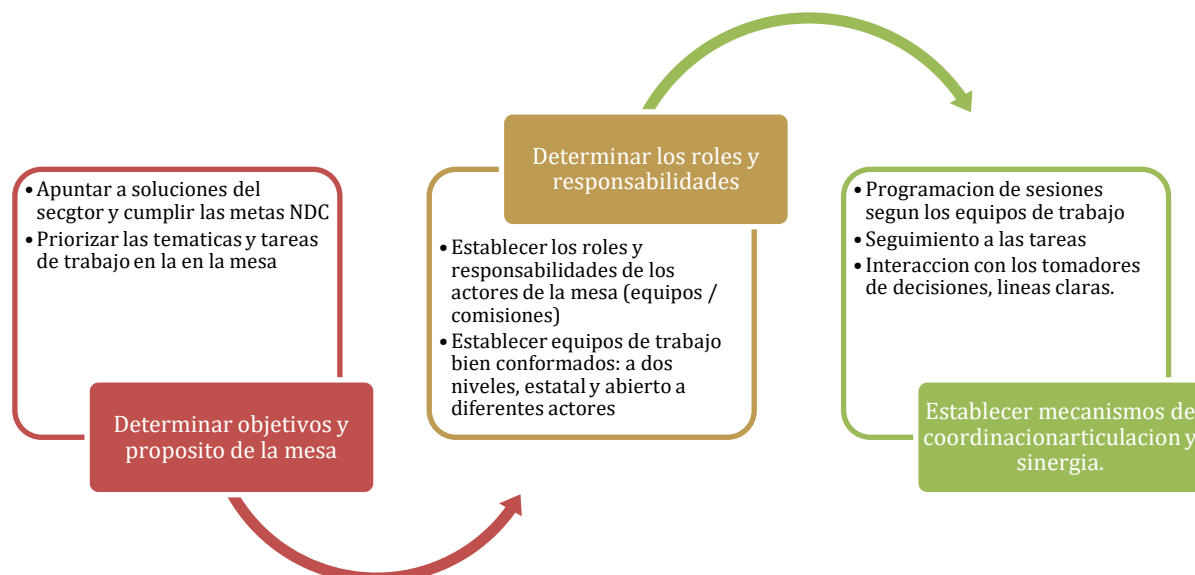 • Apuntar a soluciones del
secgtor y cumplir las metas NDC
• Priorizar las tematicas y tareas
de trabajo en la en la mesa
Determinar objetivos y
proposito de la mesa
Determinar los roles y
responsabilidades
• Establecer los roles y
responsabilidades de los
actores de la mesa (equipos /
comisiones)
• Establecer equipos de trabajo
bien conformados: a dos
niveles, estatal y abierto a
diferentes actores
• Programacion de sesiones
segun los equipos de trabajo
• Seguimiento a las tareas
• Interaccion con los tomadores
de decisiones, lineas claras.
Establecer mecanismos de
coordinacionarticulacion y
sinergia.